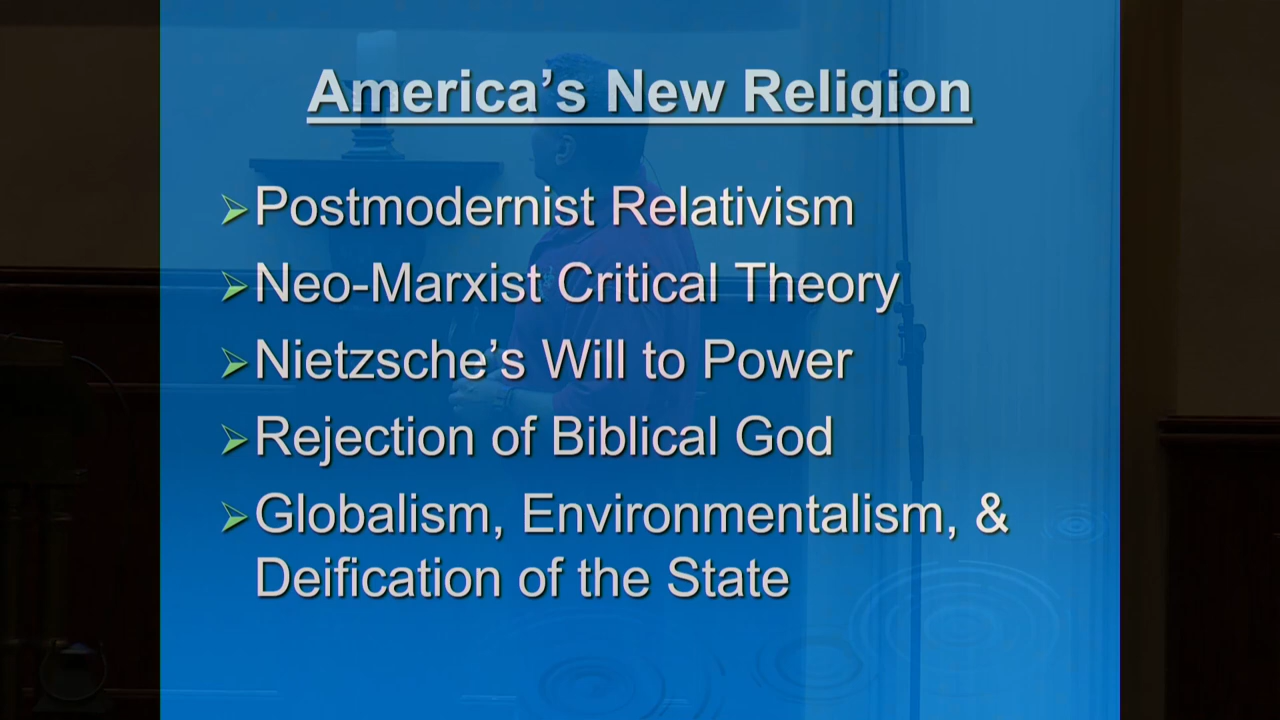 America’s New Religion
Postmodernist Relativism
Neo-Marxist Critical Theory
Nietzsche’s Will to Power
Rejection of Biblical God
Globalism, Environmentalism, &
Deification of the State